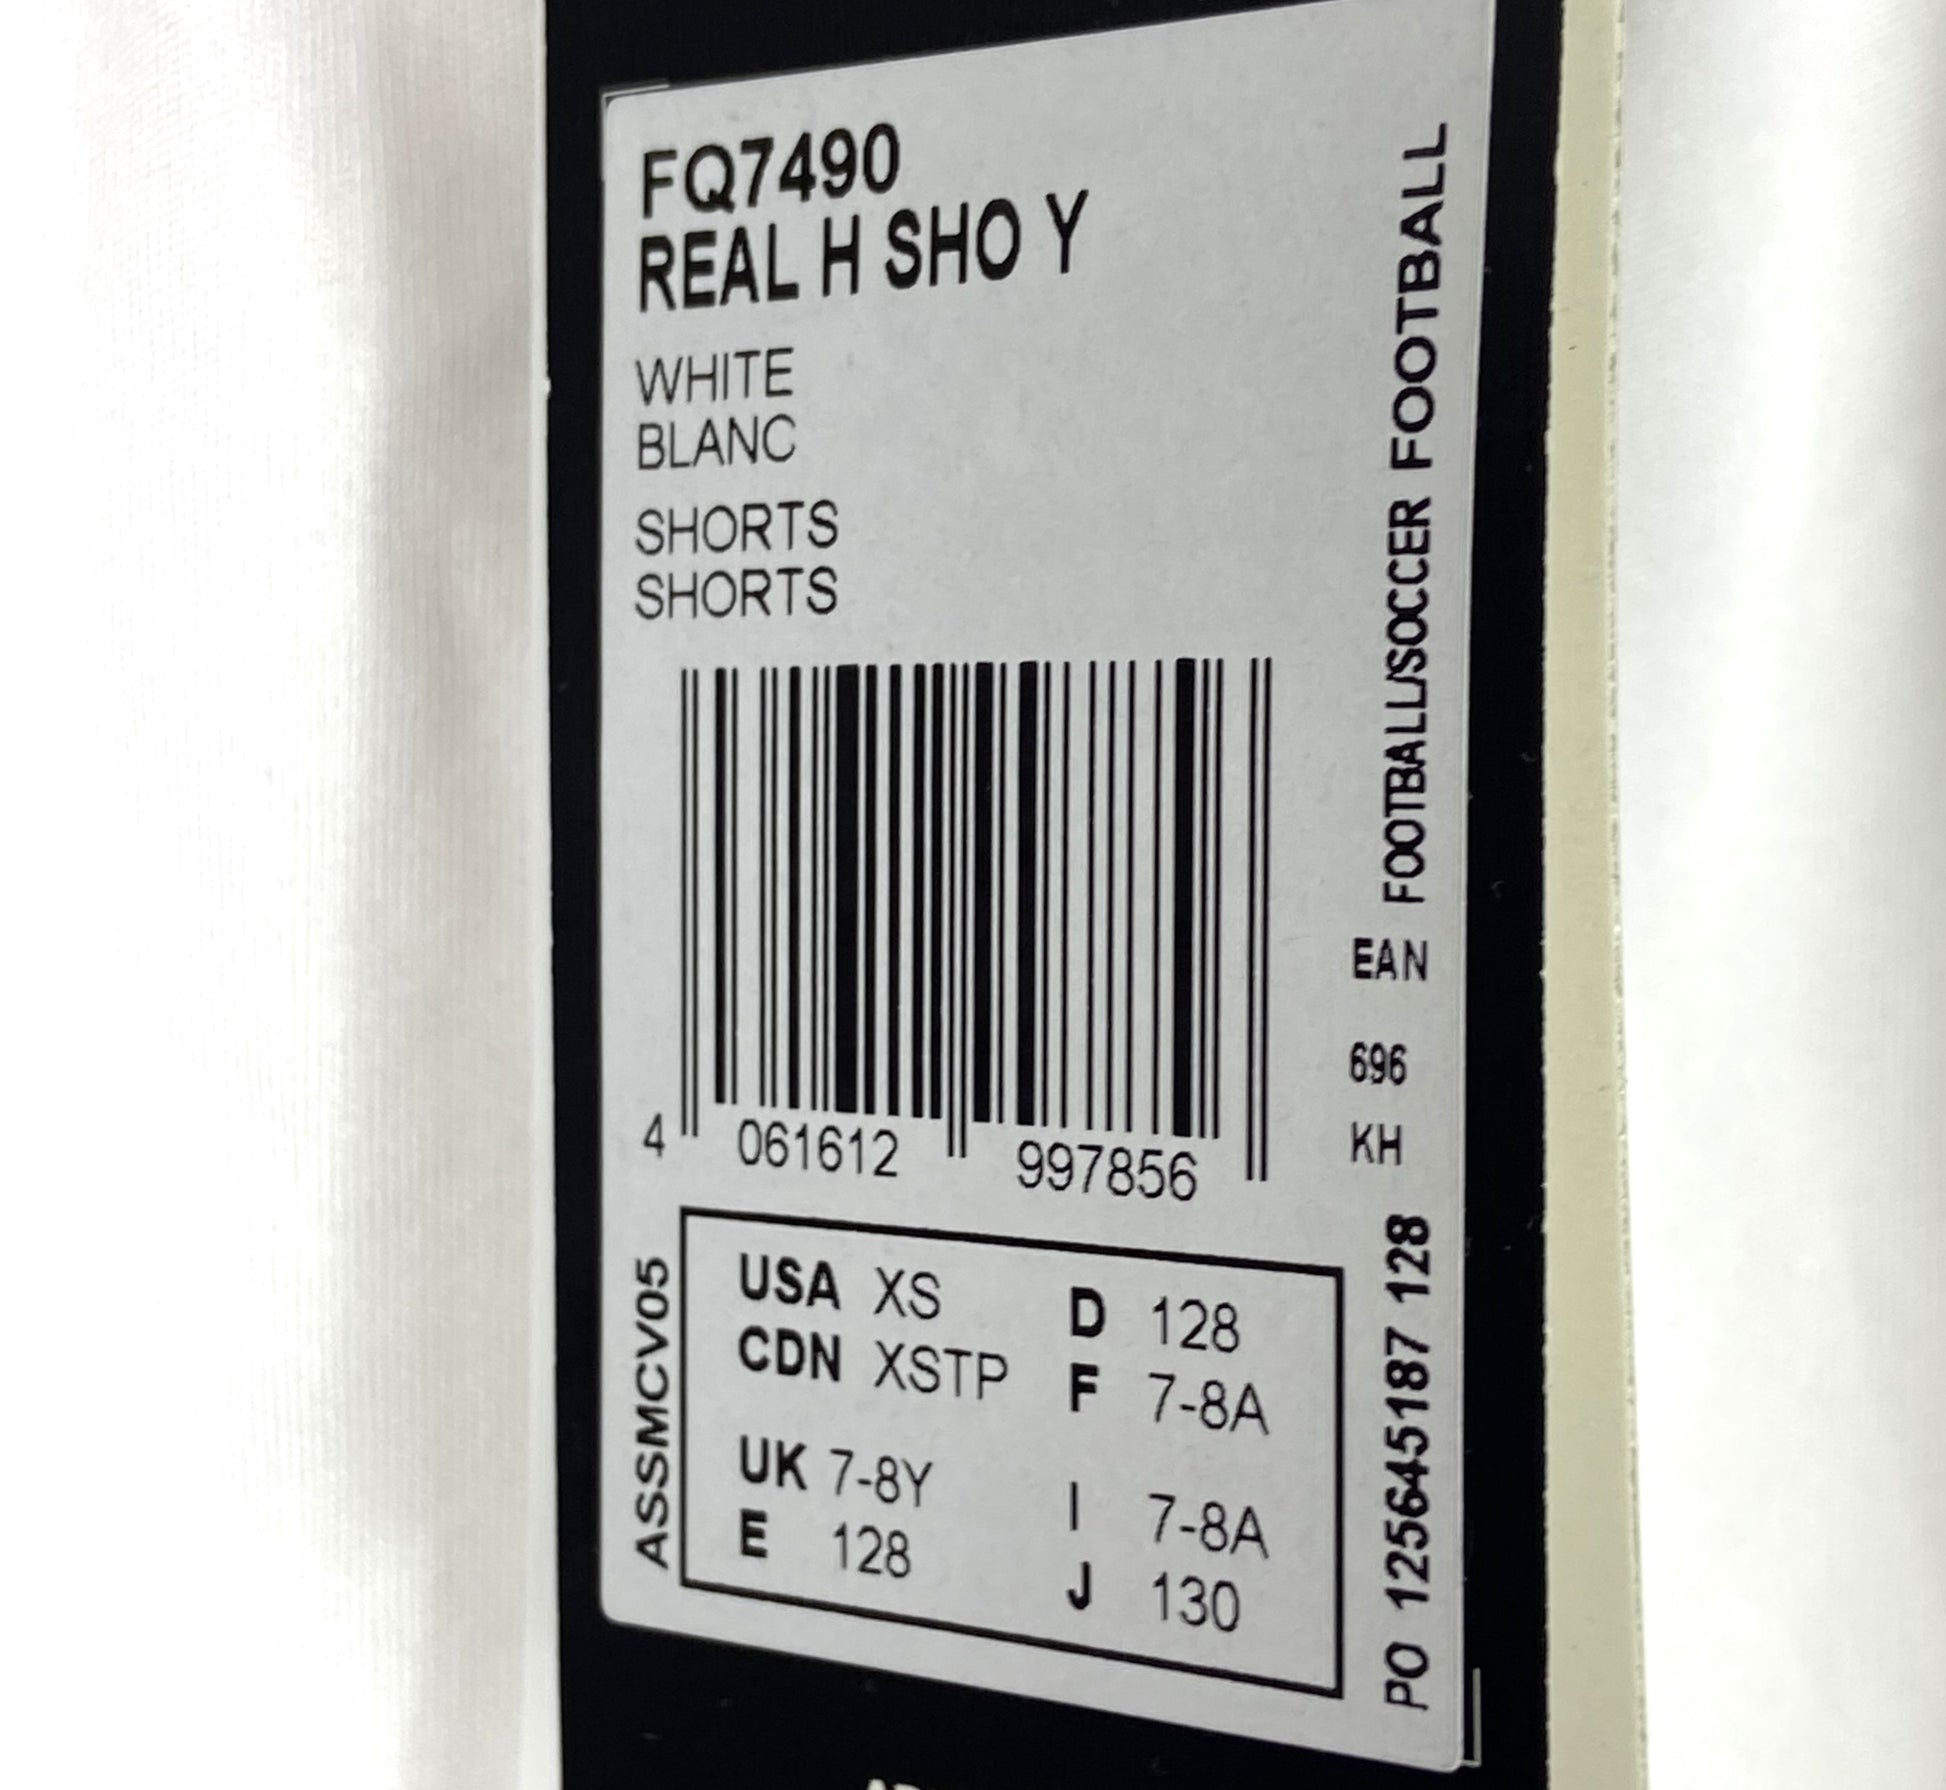 FQ7490
REAL H SHO Y
WHITE
BLANC
SHORTS
SHORTS
4 061612 997856
FOOTBALL/SOCCER FOOTBALL
EAN
696
KH
PO 125645187 128
ASSMCV05
USA XS
CDN XSTP
UK 7-8Y
E 128
D 128
F 7-8A
I 7-8A
J 130